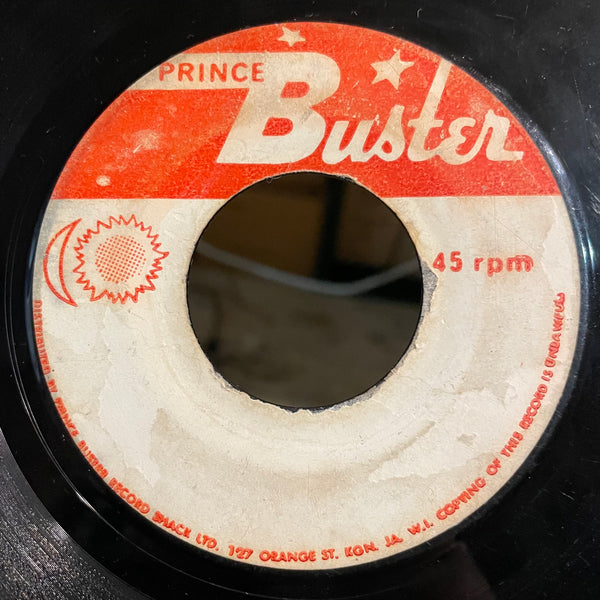 PRINCE
Buster
45 rpm
DISTRIBUTED BY PRINCE BUSTER RECORD SHACK LTD. 127 ORANGE ST. KGN. JA. W.I. COPYING OF THIS RECORD IS UNLAWFUL